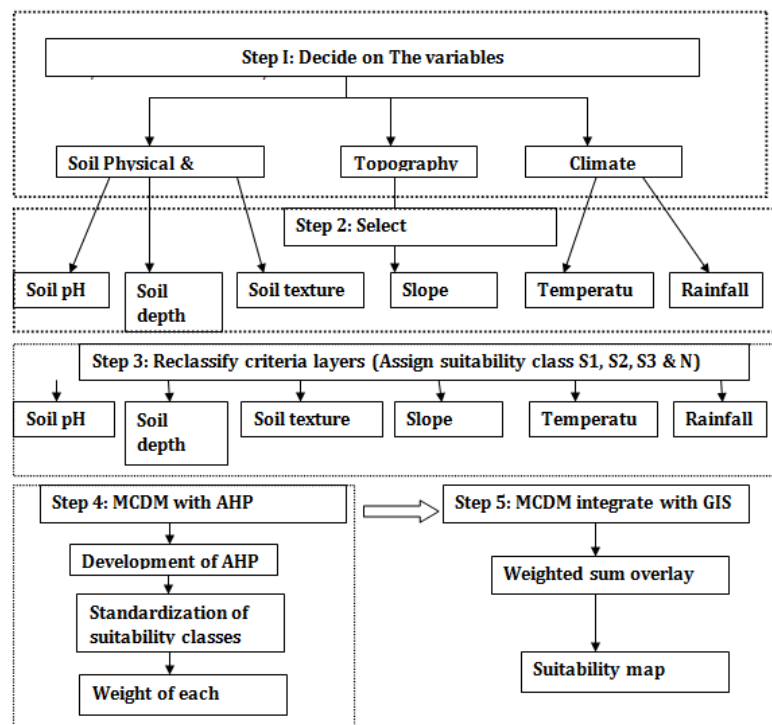 Step I: Decide on The variables
Soil Physical &
Topography
Climate
Step 2: Select
Soil pH
Soil
depth
Soil texture
Slope
Temperatu
Rainfall
Step 3: Reclassify criteria layers (Assign suitability class S1, S2, S3 & N)
Soil pH
Soil
depth
Soil texture
Slope
Temperatu
Rainfall
Step 4: MCDM with AHP
Step 5: MCDM integrate with GIS
Development of AHP
Weighted sum overlay
Standardization of
suitability classes
Suitability map
Weight of each